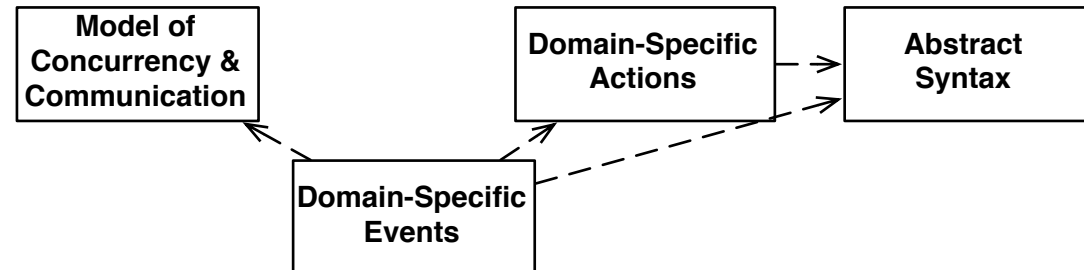 Model of
Concurrency &
Communication
Domain-Specific
Actions
Abstract
Syntax
Domain-Specific
Events